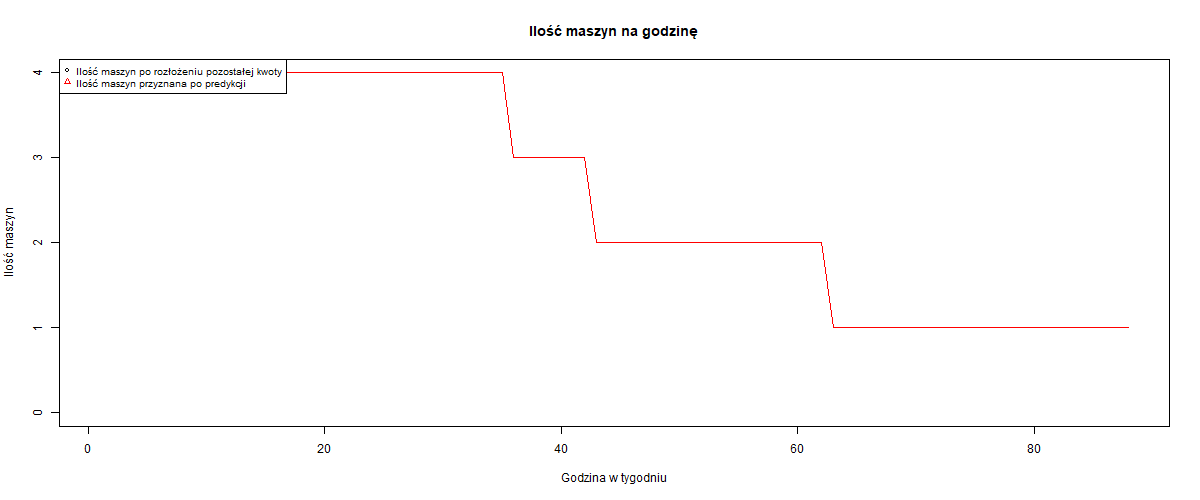 Ilość maszyn na godzinę
Ilość maszyn po rozłożeniu pozostałej kwoty
Ilość maszyn przyznana po predykcji
Ilość maszyn
4
3
2
1
0
0 20 40 60 80
Godzina w tygodniu